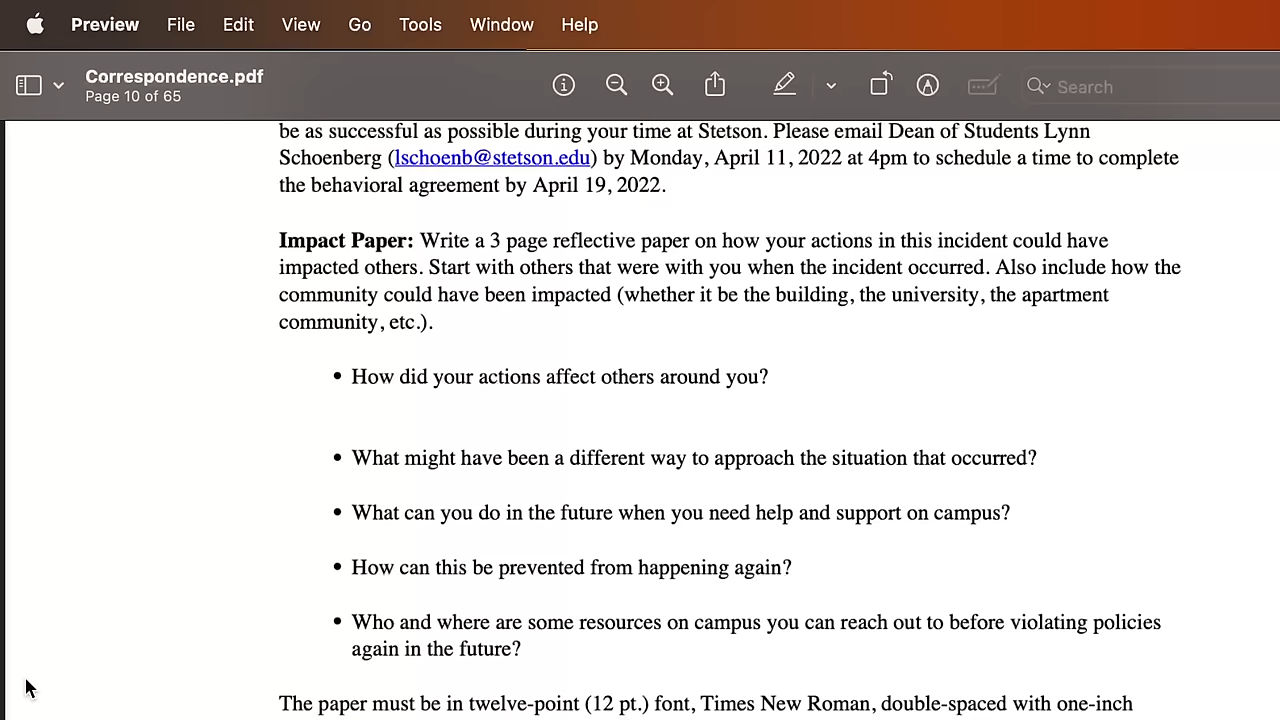 Preview File Edit View Go Tools Window Help
Correspondence.pdf
Page 10 of 65
Search
be as successful as possible during your time at Stetson. Please email Dean of Students Lynn
Schoenberg (lschoenb@stetson.edu) by Monday, April 11, 2022 at 4pm to schedule a time to complete
the behavioral agreement by April 19, 2022.
Impact Paper: Write a 3 page reflective paper on how your actions in this incident could have
impacted others. Start with others that were with you when the incident occurred. Also include how the
community could have been impacted (whether it be the building, the university, the apartment
community, etc.).
• How did your actions affect others around you?
• What might have been a different way to approach the situation that occurred?
• What can you do in the future when you need help and support on campus?
• How can this be prevented from happening again?
• Who and where are some resources on campus you can reach out to before violating policies
again in the future?
The paper must be in twelve-point (12 pt.) font, Times New Roman, double-spaced with one-inch